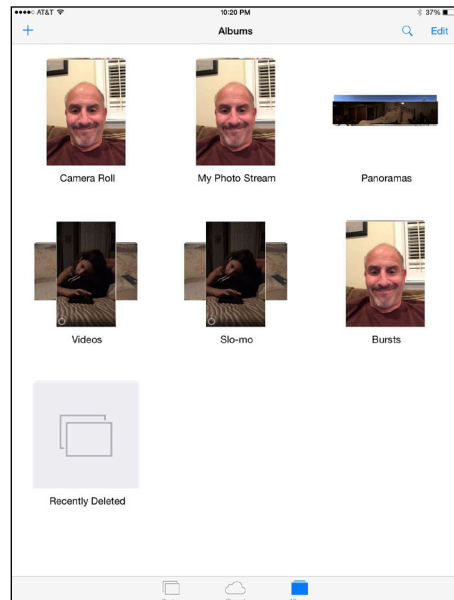 AT&T 10:20 PM 37%
Albums Edit
Camera Roll My Photo Stream Panoramas
Videos Slo-mo Bursts
Recently Deleted